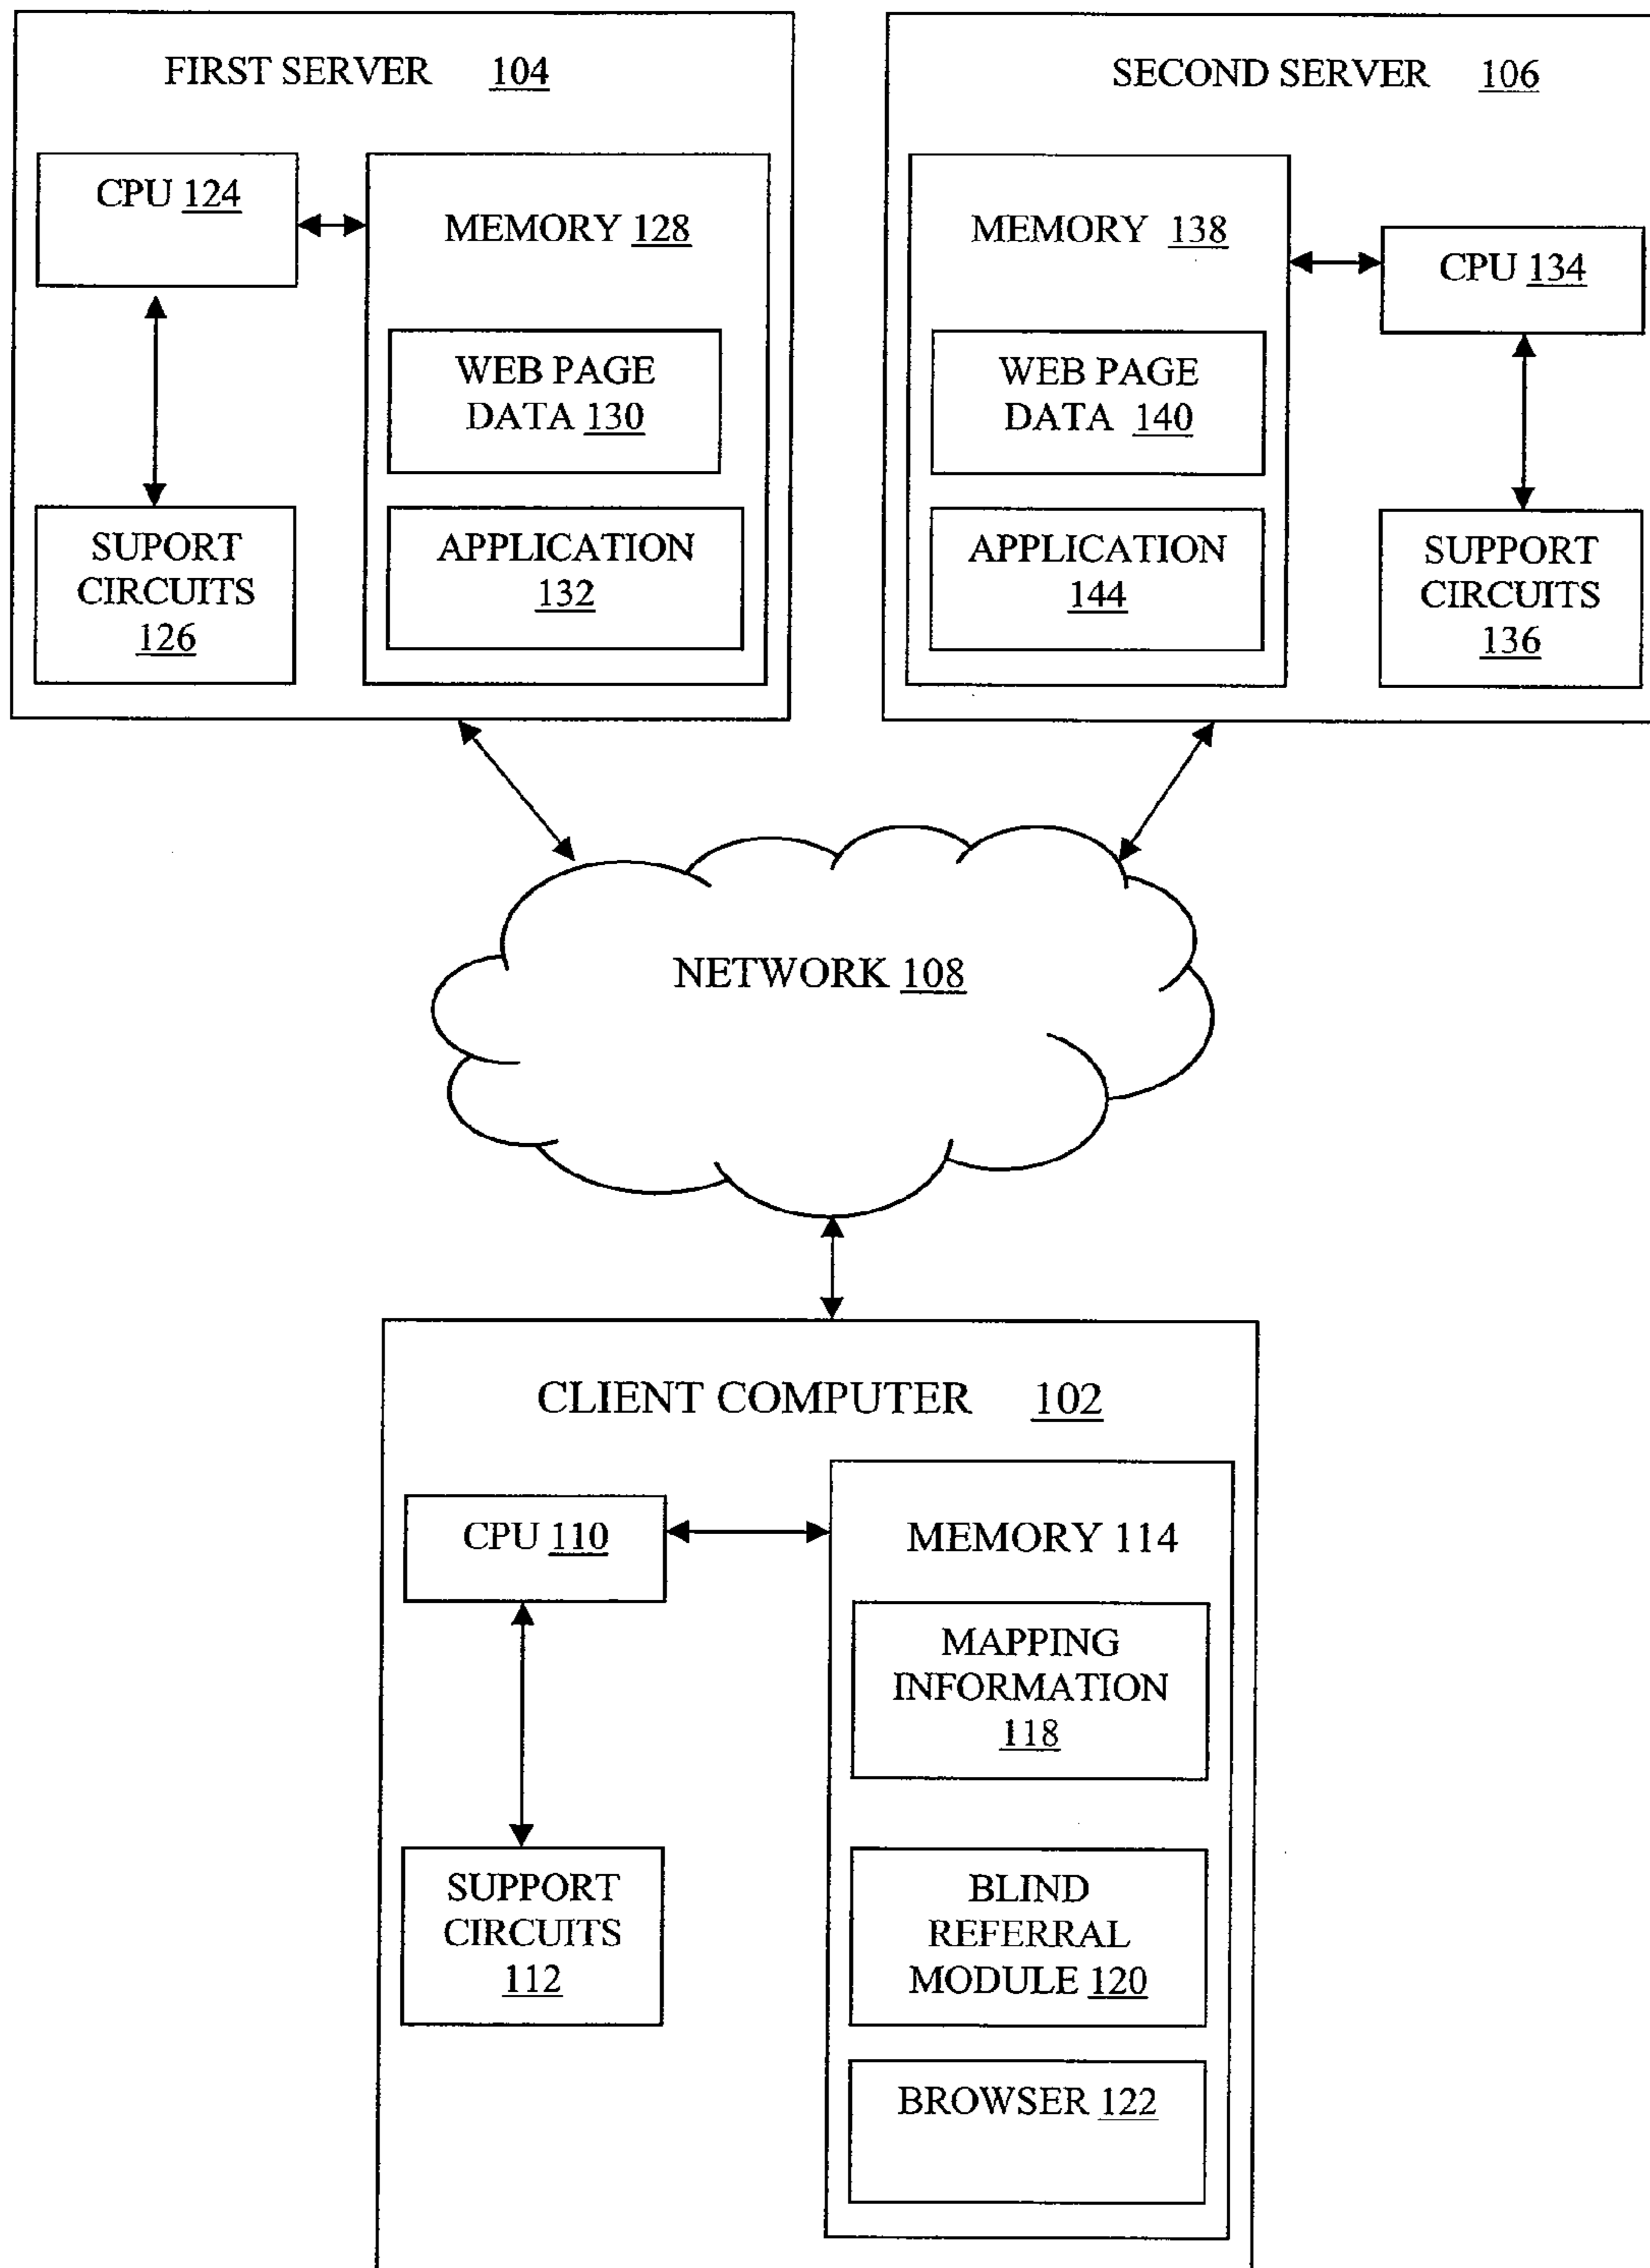 FIRST SERVER 104
CPU 124
MEMORY 128
WEB PAGE
DATA 130
SUPORT
CIRCUITS
126
APPLICATION
132
SECOND SERVER 106
MEMORY 138
CPU 134
WEB PAGE
DATA 140
APPLICATION
144
SUPPORT
CIRCUITS
136
NETWORK 108
CLIENT COMPUTER 102
CPU 110
MEMORY 114
MAPPING
INFORMATION
118
SUPPORT
CIRCUITS
112
BLIND
REFERRAL
MODULE 120
BROWSER 122